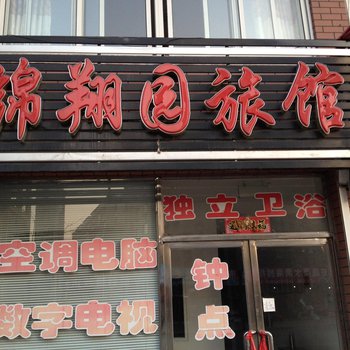 锦翔园旅馆
独立卫浴
空调电脑
数字电视
钟点